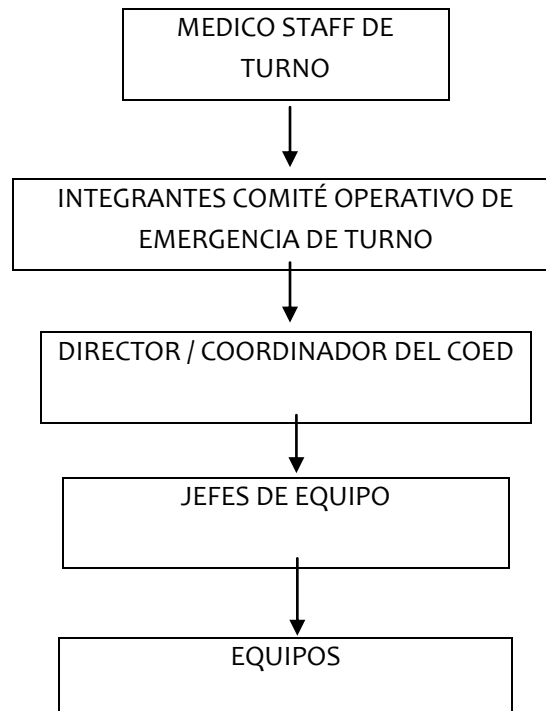 MEDICO STAFF DE
TURNO
INTEGRANTES COMITÉ OPERATIVO DE
EMERGENCIA DE TURNO
DIRECTOR / COORDINADOR DEL COED
JEFES DE EQUIPO
EQUIPOS